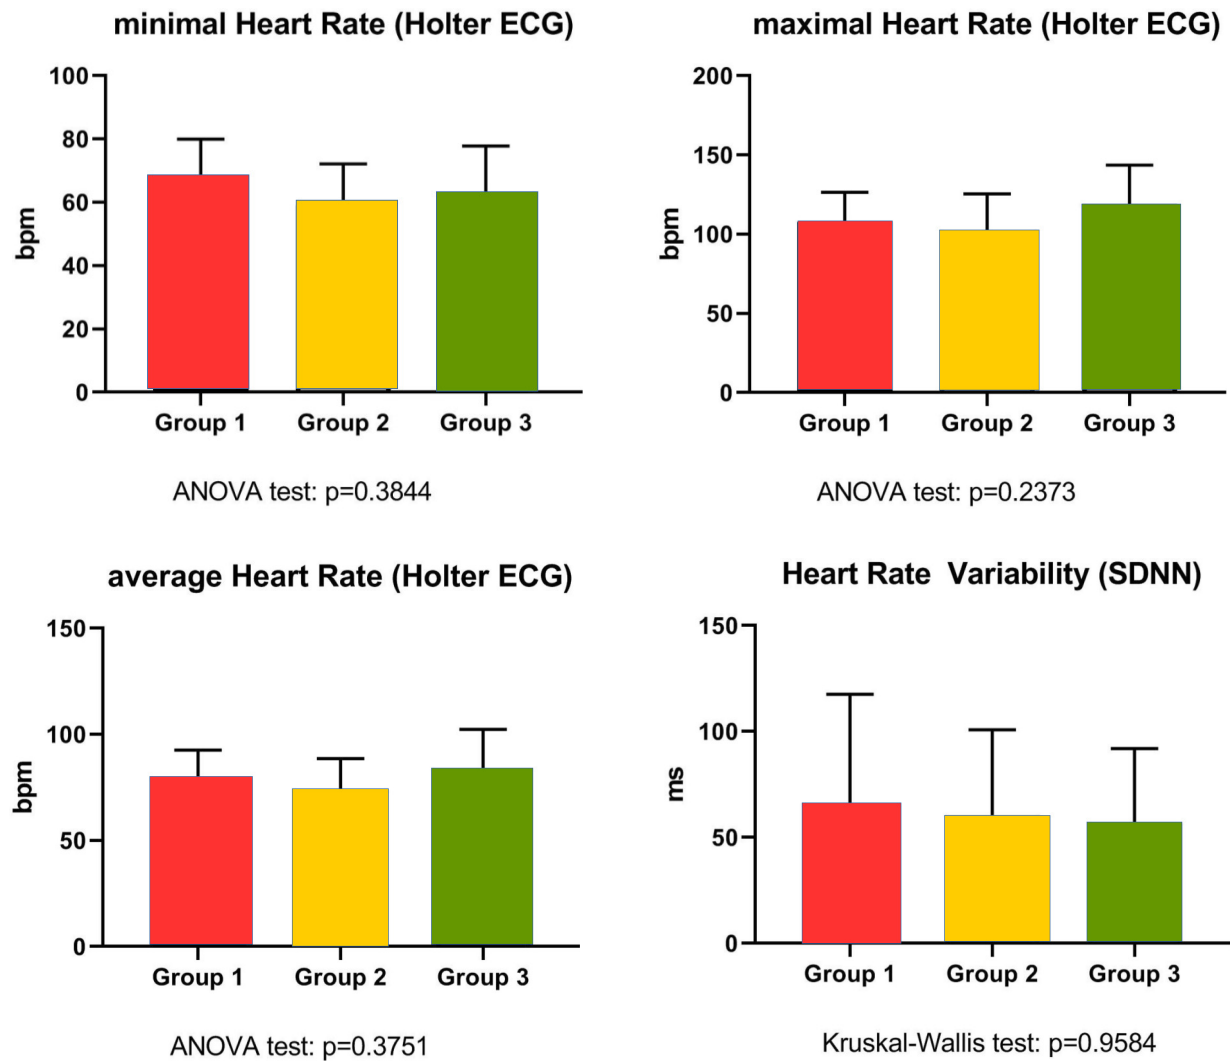 minimal Heart Rate (Holter ECG)
100
80
60
40
20
0
bpm
Group 1 Group 2 Group 3
ANOVA test: p=0.3844
maximal Heart Rate (Holter ECG)
200
150
100
50
0
bpm
Group 1 Group 2 Group 3
ANOVA test: p=0.2373
average Heart Rate (Holter ECG)
150
100
50
0
bpm
Group 1 Group 2 Group 3
ANOVA test: p=0.3751
Heart Rate Variability (SDNN)
150
100
50
0
ms
Group 1 Group 2 Group 3
Kruskal-Wallis test: p=0.9584